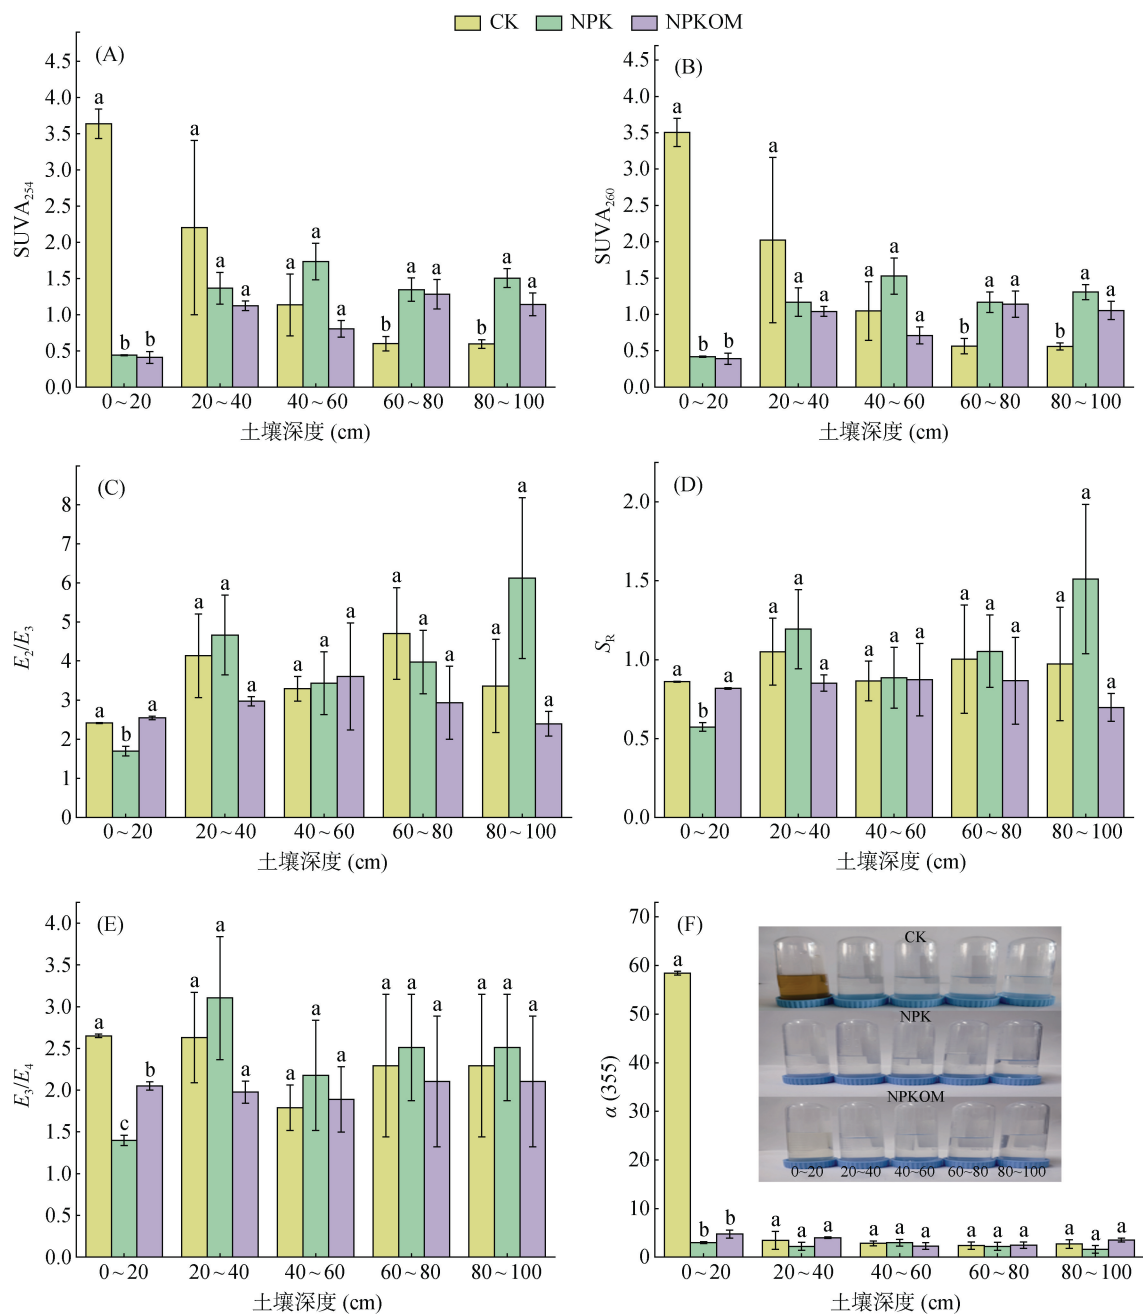 CK NPK NPKOM
(A)
SUVA254
4.5
4.0
3.5
3.0
2.5
2.0
1.5
1.0
0.5
0.0
a a a a a a a a a a a
b b b b
0~20 20~40 40~60 60~80 80~100
土壤深度 (cm)
(B)
SUVA260
4.5
4.0
3.5
3.0
2.5
2.0
1.5
1.0
0.5
0.0
a a a a a a a a a a a
b b b b
0~20 20~40 40~60 60~80 80~100
土壤深度 (cm)
(C)
E2/E3
8
7
6
5
4
3
2
1
0
a b a a a a a a a a a a a a a
0~20 20~40 40~60 60~80 80~100
土壤深度 (cm)
(D)
SR
2.0
1.5
1.0
0.5
0.0
a b a a a a a a a a a a a a a
0~20 20~40 40~60 60~80 80~100
土壤深度 (cm)
(E)
E3/E4
4.0
3.5
3.0
2.5
2.0
1.5
1.0
0.5
0.0
a c b a a a a a a a a a a a a
0~20 20~40 40~60 60~80 80~100
土壤深度 (cm)
(F)
α (355)
70
60
50
40
30
20
10
0
CK
NPK
NPKOM
0~20 20~40 40~60 60~80 80~100
a b b a a a a a a a a a a a a
0~20 20~40 40~60 60~80 80~100
土壤深度 (cm)